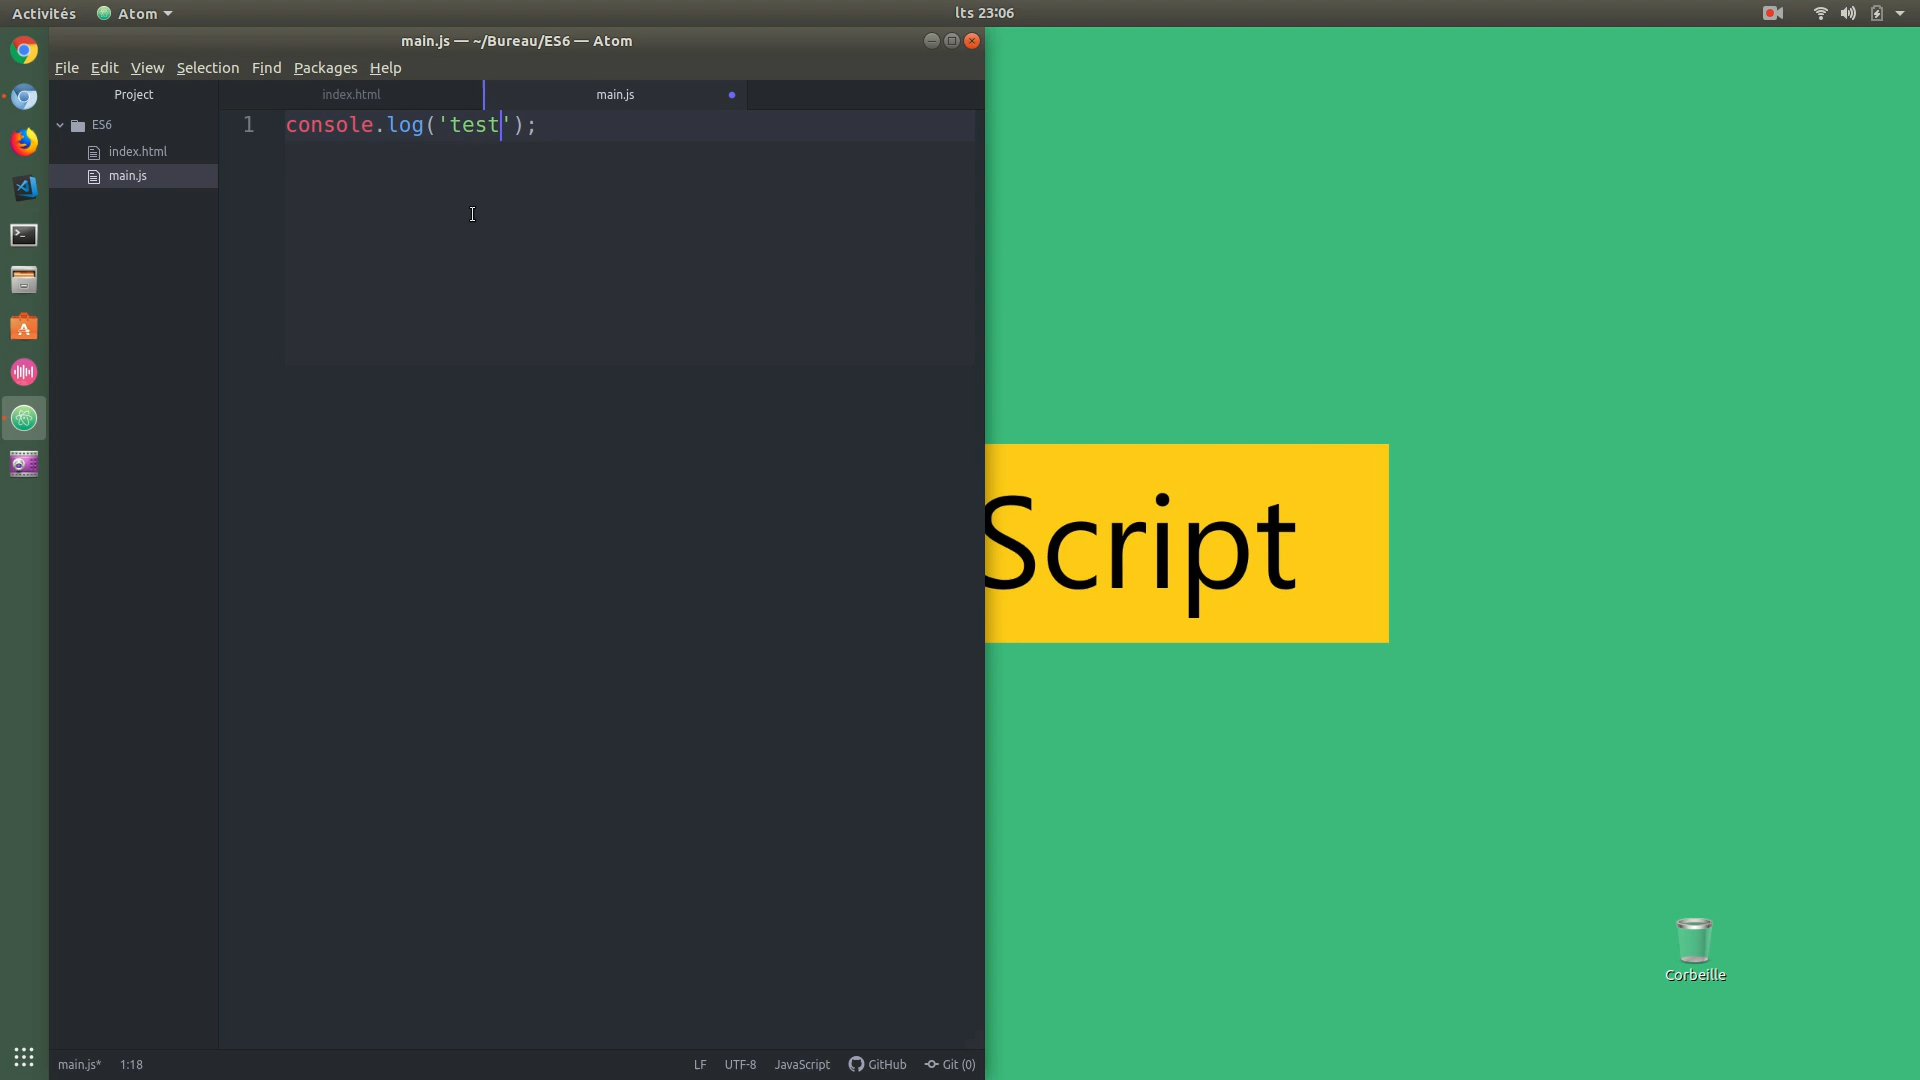 Activités Atom lts 23:06
main.js — ~/Bureau/ES6 — Atom
File Edit View Selection Find Packages Help
Project index.html main.js
ES6
index.html
main.js
1 console.log('test');
Script
Corbeille
main.js* 1:18 LF UTF-8 JavaScript GitHub Git (0)